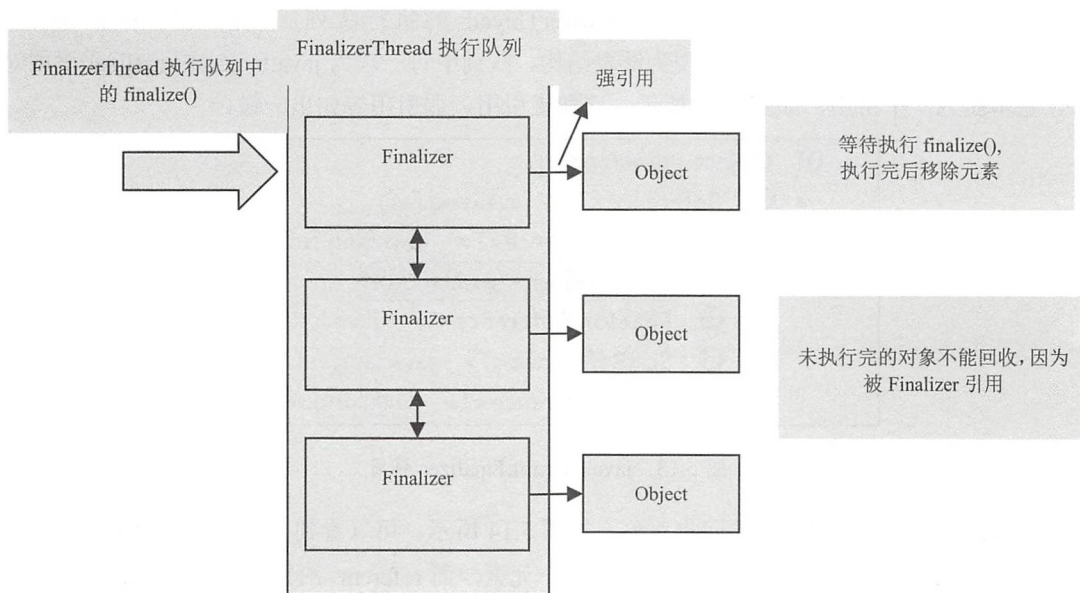 FinalizerThread 执行队列
FinalizerThread 执行队列中
的 finalize()
强引用
Finalizer
Object
等待执行 finalize(),
执行完后移除元素
Finalizer
Object
未执行完的对象不能回收，因为
被 Finalizer 引用
Finalizer
Object